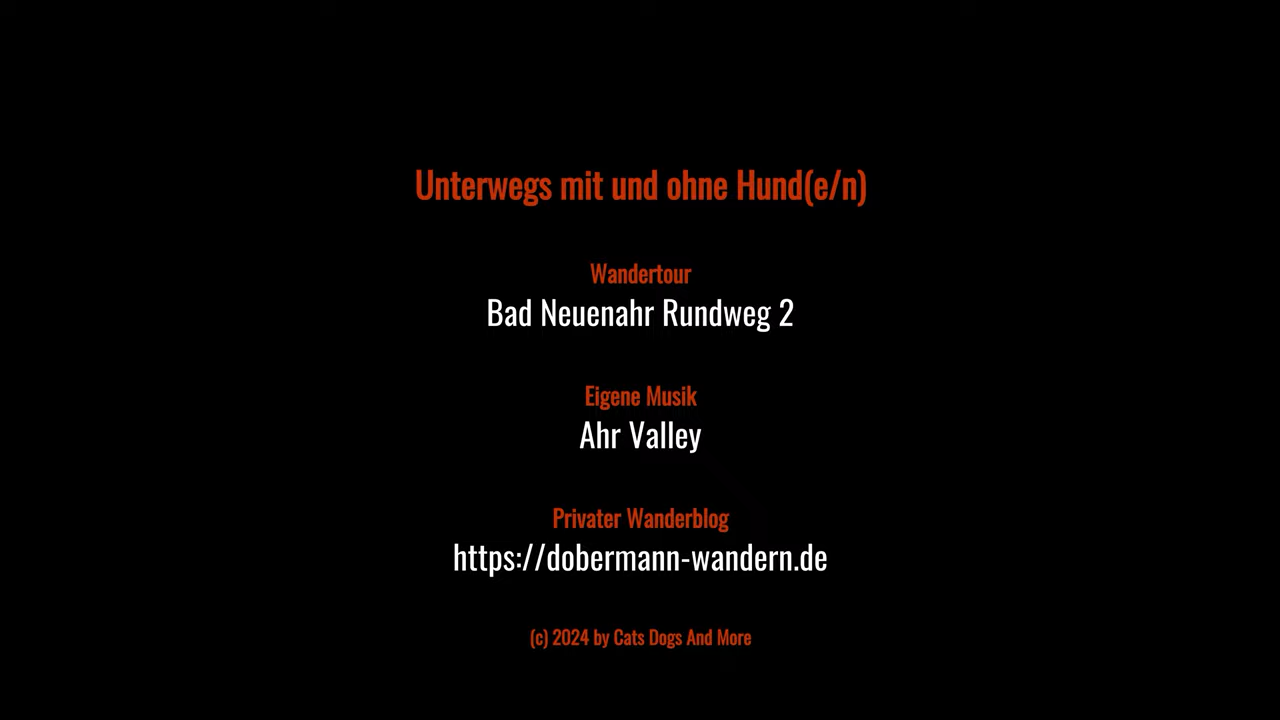 Unterwegs mit und ohne Hund(e/n)
Wandertour
Bad Neuenahr Rundweg 2
Eigene Musik
Ahr Valley
Privater Wanderblog
https://dobermann-wandern.de
(c) 2024 by Cats Dogs And More